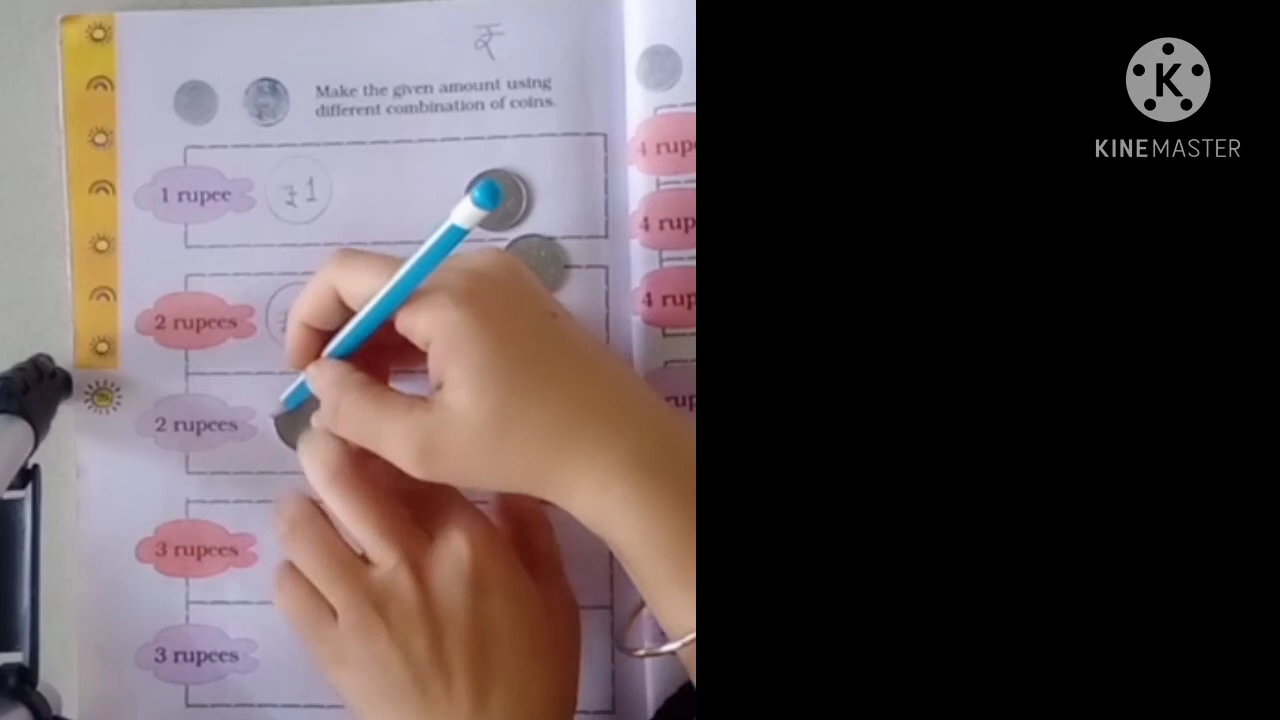 ₹
Make the given amount using
different combination of coins.
1 rupee
₹1
2 rupees
2 rupees
3 rupees
3 rupees
4 rup
4 rup
4 rup
rup
KINEMASTER
K